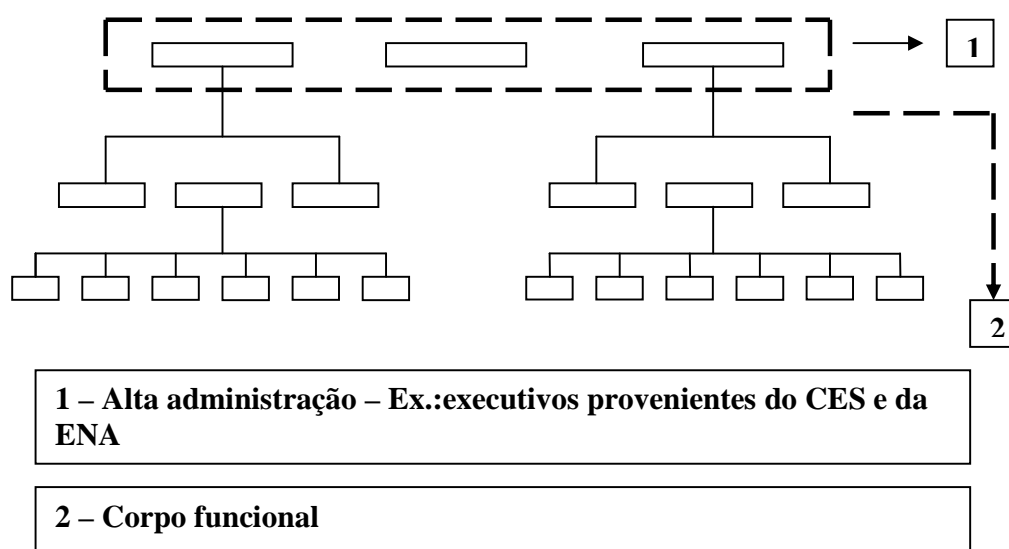 1
2
1 – Alta administração – Ex.:executivos provenientes do CES e da
ENA
2 – Corpo funcional